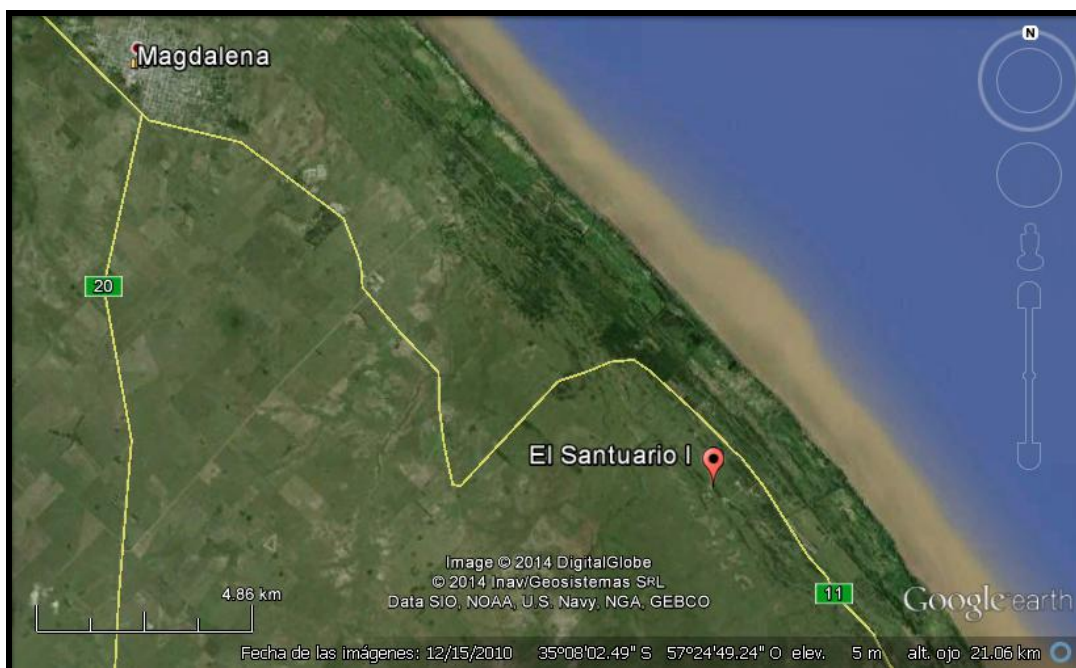 N
Magdalena
20
El Santuario I
Image © 2014 DigitalGlobe
© 2014 Inav/Geosistemas SRL
Data SIO, NOAA, U.S. Navy, NGA, GEBCO
4.86 km
11
Google earth
Fecha de las imágenes: 12/15/2010 35°08'02.49" S 57°24'49.24" O elev. 5 m alt. ojo 21.06 km